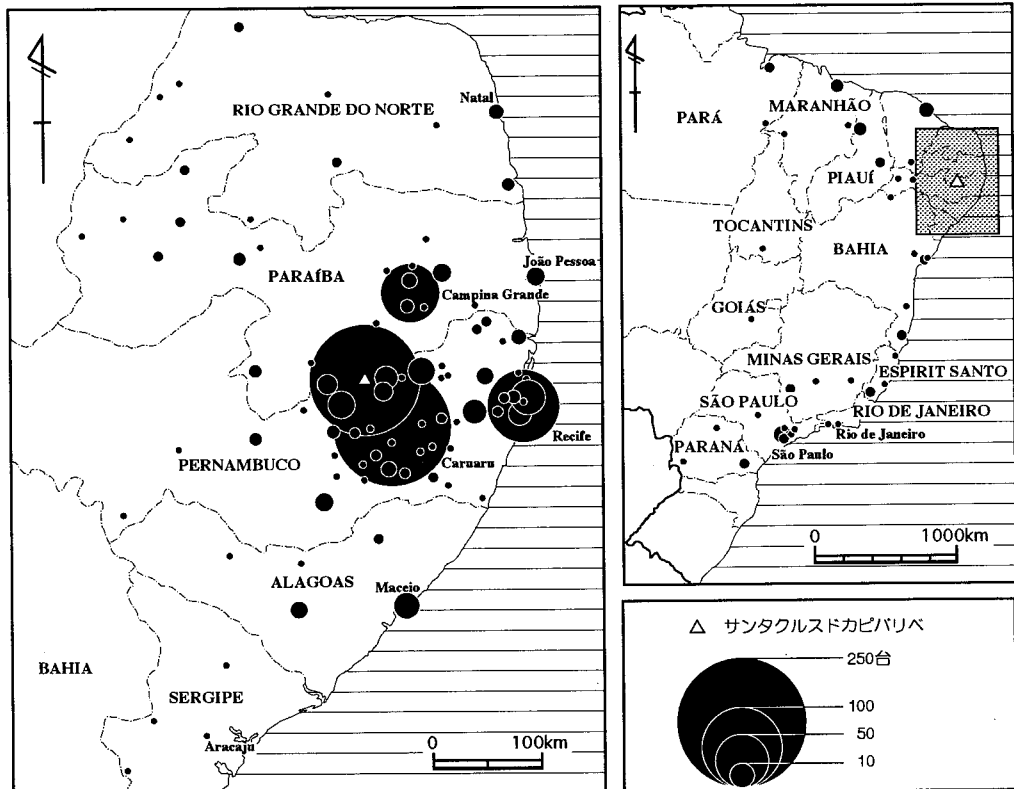 RIO GRANDE DO NORTE
Natal
PARAÍBA
João Pessoa
Campina Grande
Recife
Caruaru
PERNAMBUCO
ALAGOAS
Maceio
BAHIA
SERGIPE
Aracaju
0 100km
PARÁ
MARANHÃO
PIAUÍ
TOCANTINS
BAHIA
GOIÁS
MINAS GERAIS
ESPIRIT SANTO
SÃO PAULO
RIO DE JANEIRO
Rio de Janeiro
PARANÁ
São Paulo
0 1000km
△ サンタクルスドカピバリベ
250台
100
50
10